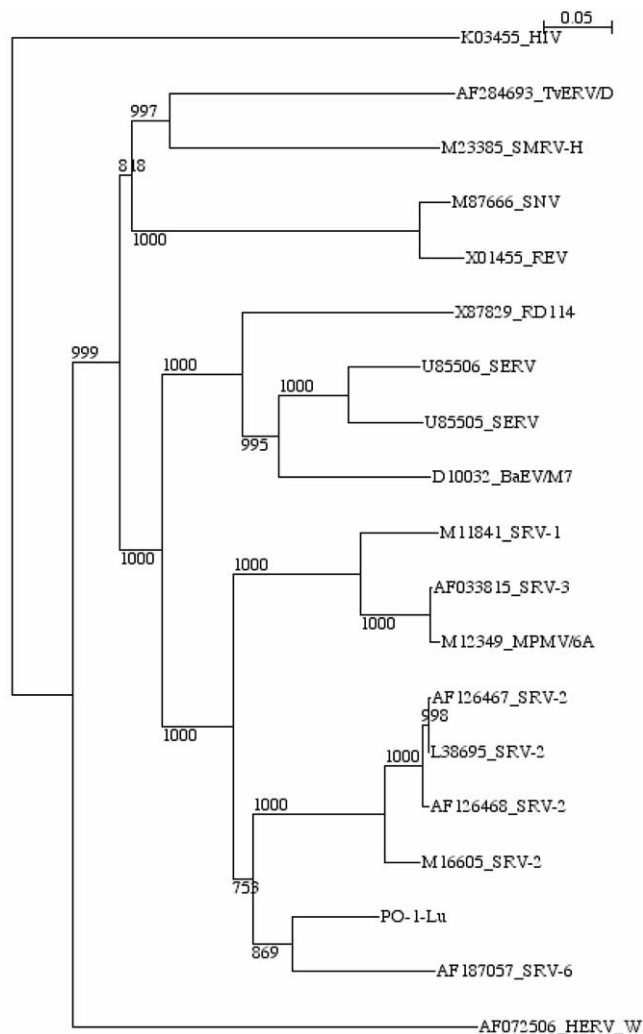 0.05
K03455_HIV
AF284693_TvERV/D
997
M23385_SMRV-H
818
M87666_SNV
1000
X01455_REV
X87829_RD114
999
1000
U85506_SERV
1000
U85505_SERV
995
D10032_BaEV/M7
M11841_SRV-1
1000
1000
AF033815_SRV-3
1000
M12349_MPMV/6A
AF126467_SRV-2
998
1000
L38695_SRV-2
1000
AF126468_SRV-2
1000
M16605_SRV-2
753
PO-1-Lu
869
AF187057_SRV-6
AF072506_HERV_W